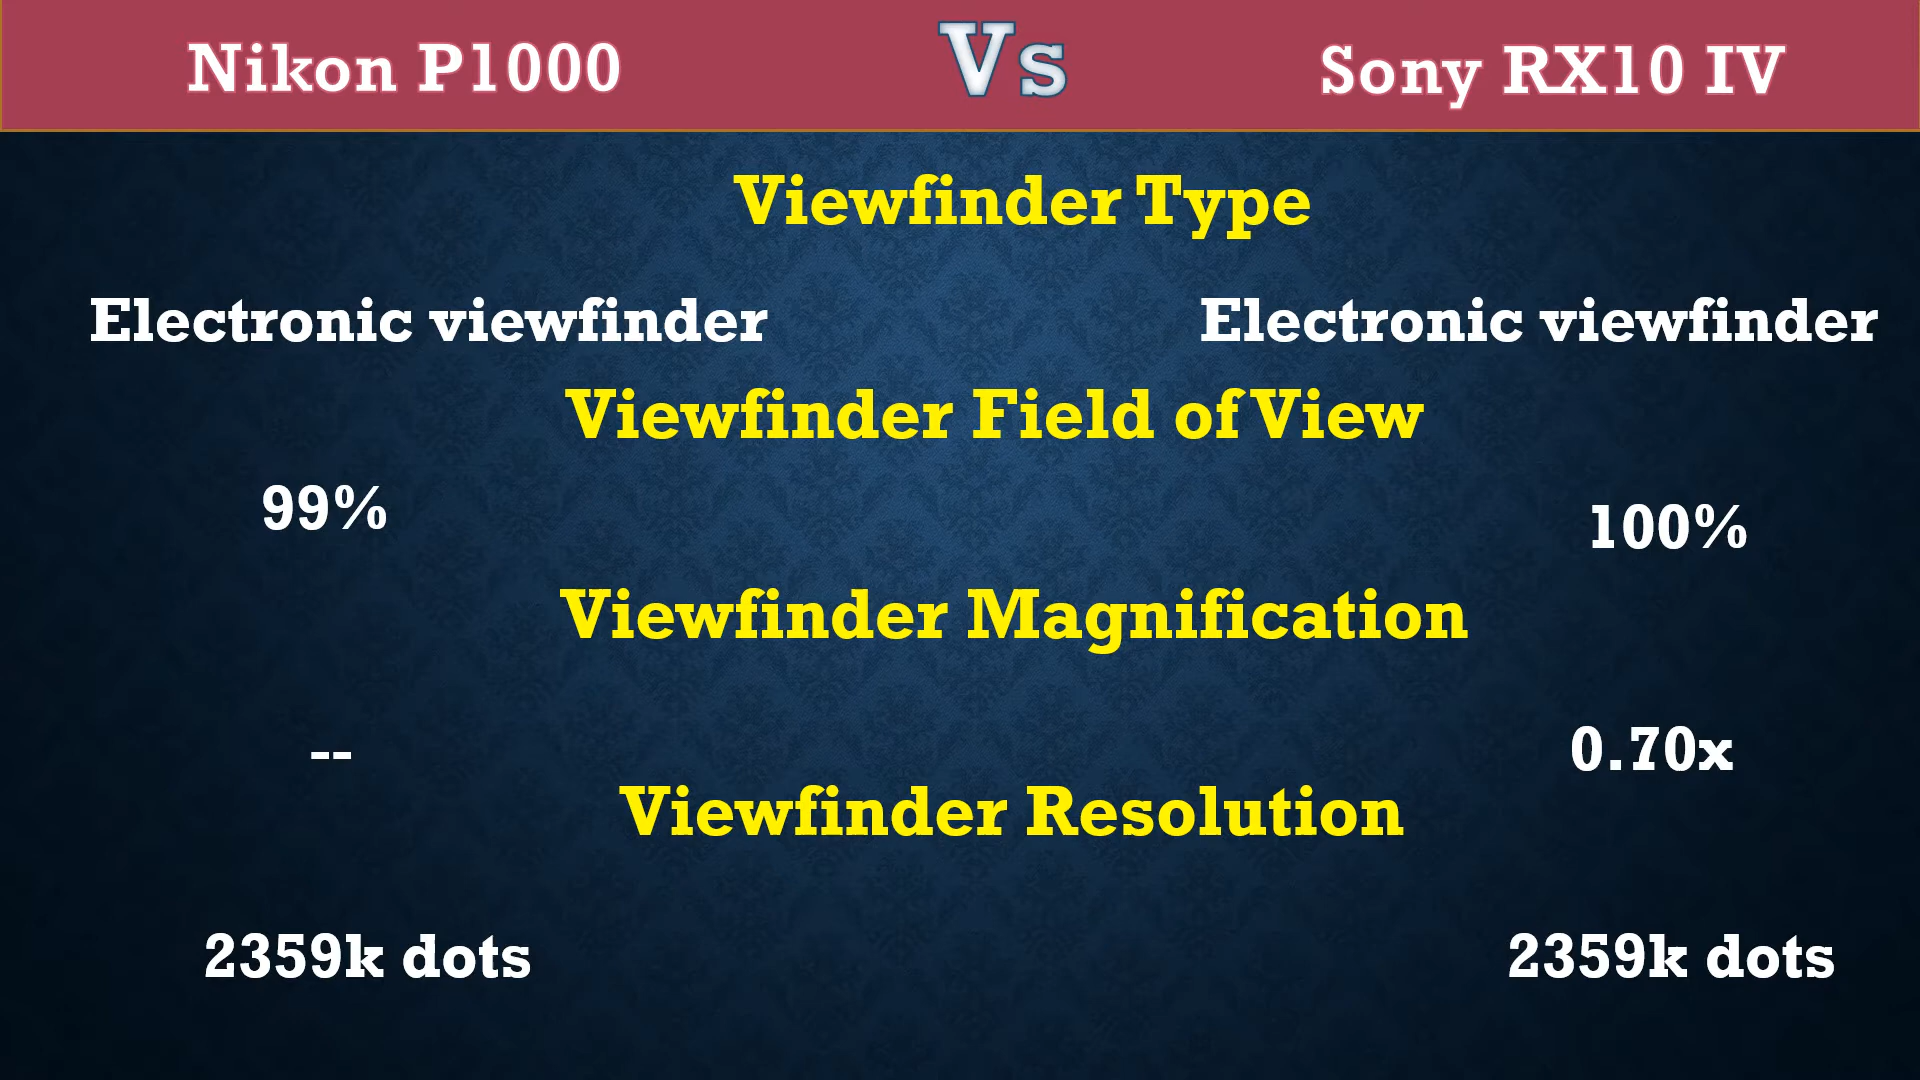 Nikon P1000 Vs Sony RX10 IV
Viewfinder Type
Electronic viewfinder Electronic viewfinder
Viewfinder Field of View
99% 100%
Viewfinder Magnification
-- 0.70x
Viewfinder Resolution
2359k dots 2359k dots